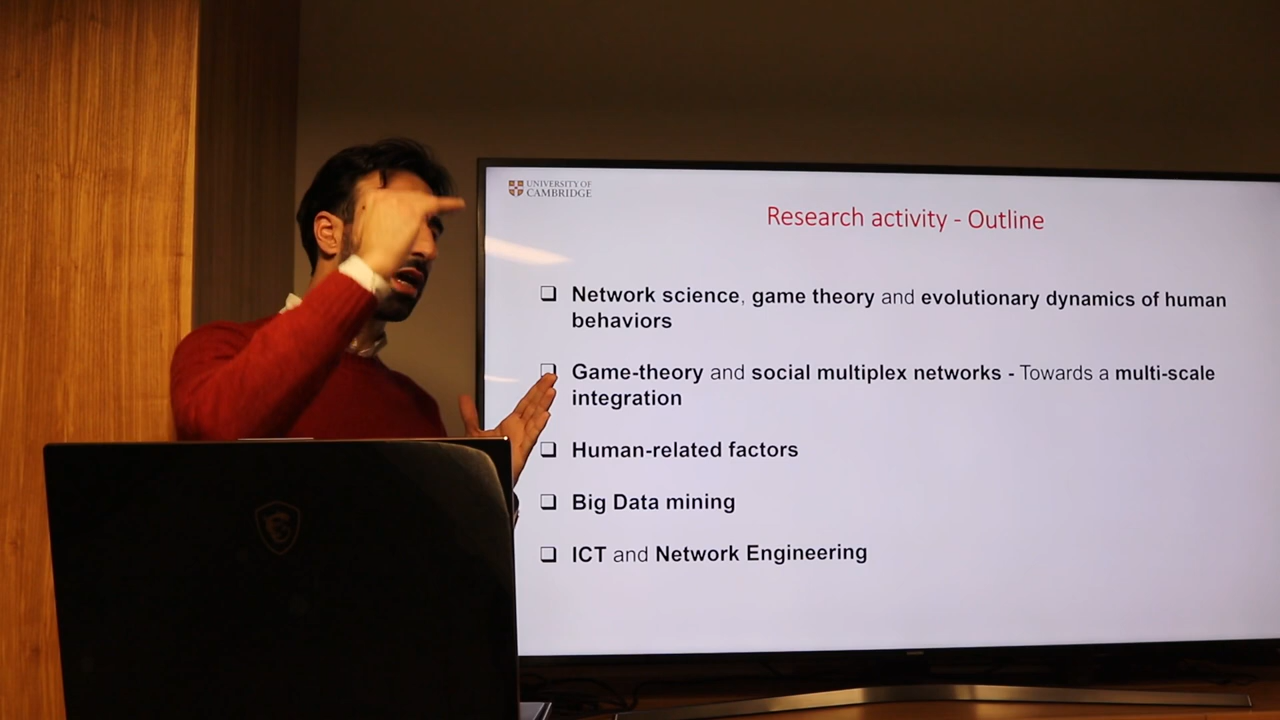 UNIVERSITY OF
CAMBRIDGE
Research activity - Outline
Network science, game theory and evolutionary dynamics of human
behaviors
Game-theory and social multiplex networks - Towards a multi-scale
integration
Human-related factors
Big Data mining
ICT and Network Engineering